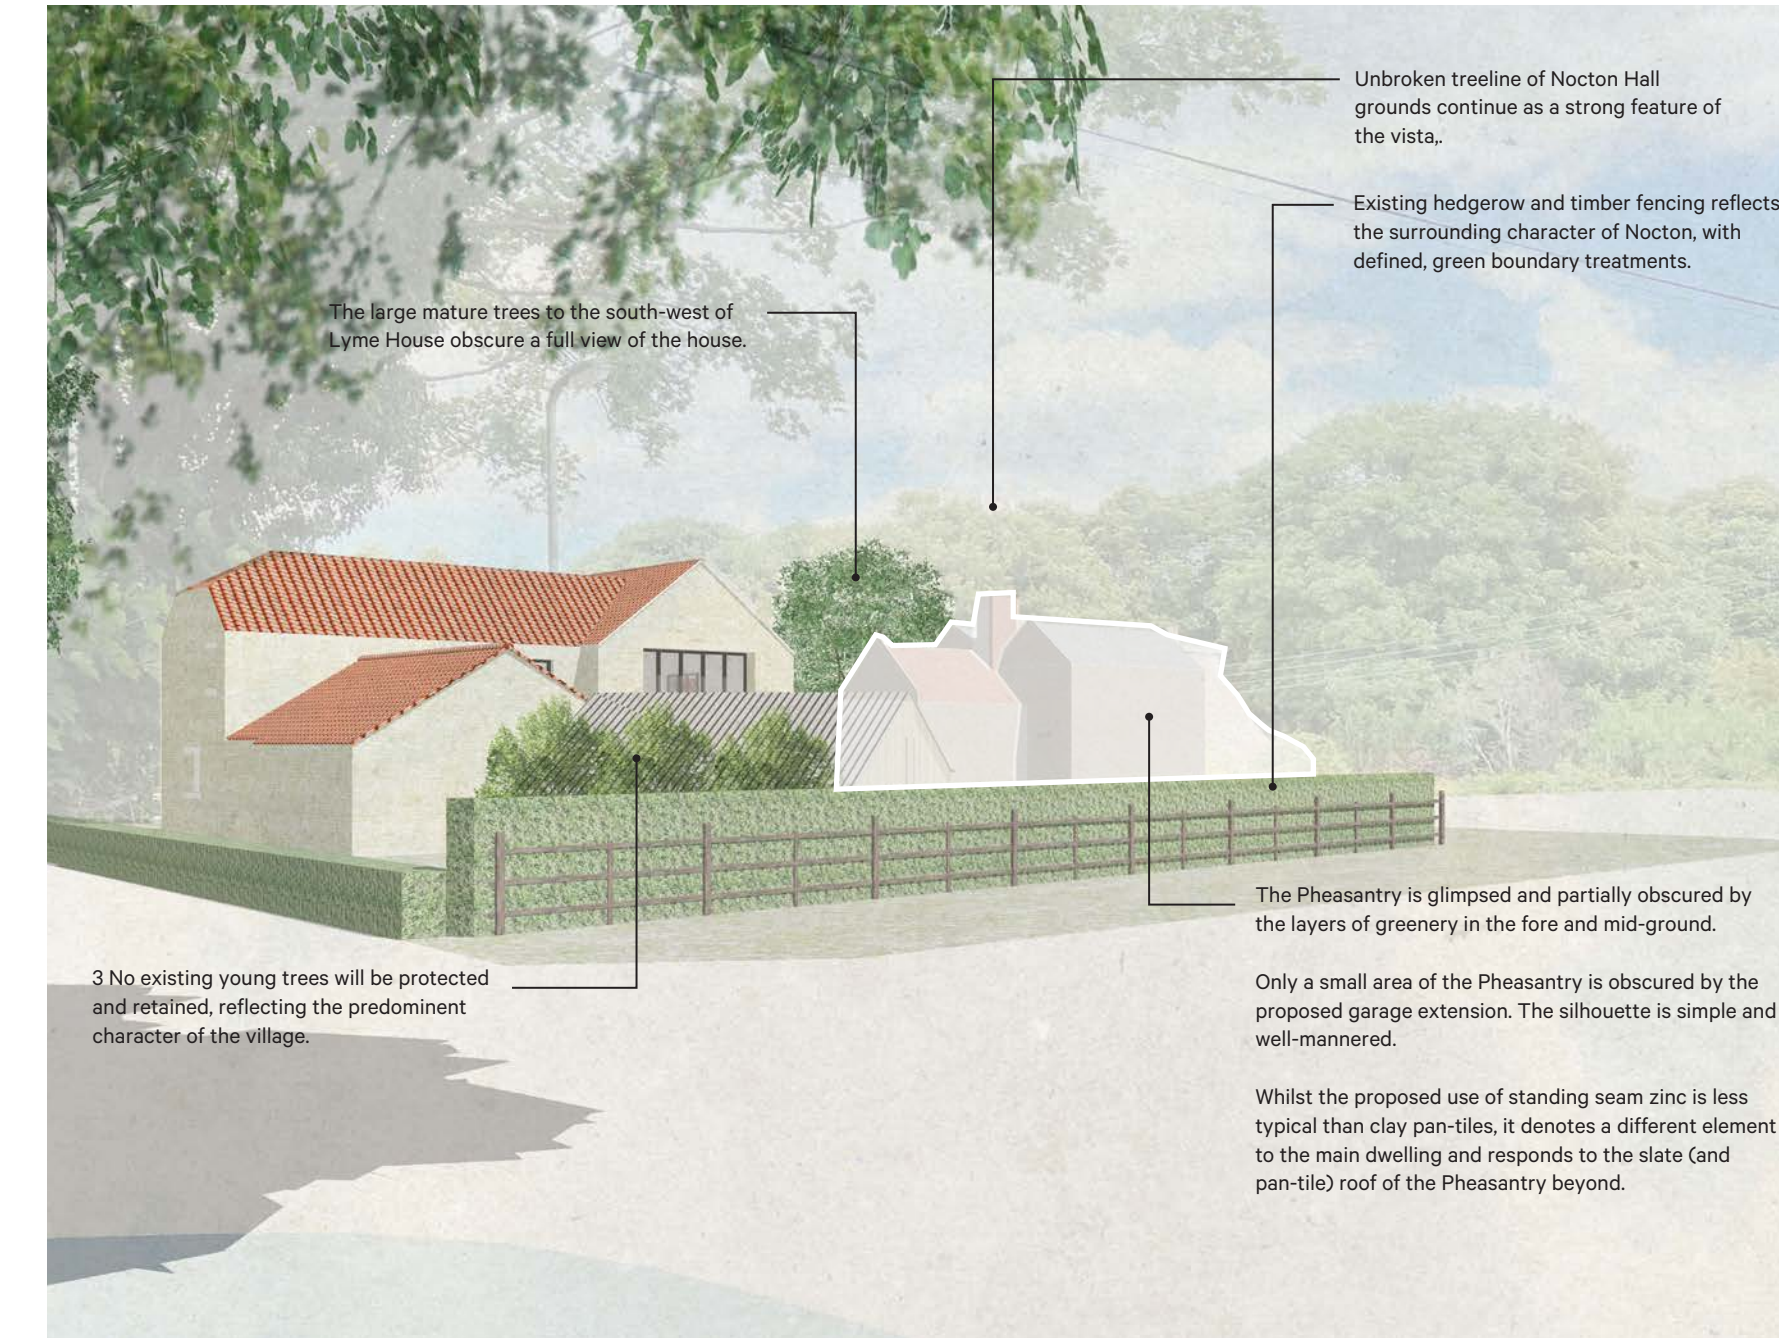 Unbroken treeline of Nocton Hall
grounds continue as a strong feature of
the vista,.
Existing hedgerow and timber fencing reflects
the surrounding character of Nocton, with
defined, green boundary treatments.
The large mature trees to the south-west of
Lyme House obscure a full view of the house.
The Pheasantry is glimpsed and partially obscured by
the layers of greenery in the fore and mid-ground.
Only a small area of the Pheasantry is obscured by the
proposed garage extension. The silhouette is simple and
well-mannered.
Whilst the proposed use of standing seam zinc is less
typical than clay pan-tiles, it denotes a different element
to the main dwelling and responds to the slate (and
pan-tile) roof of the Pheasantry beyond.
3 No existing young trees will be protected
and retained, reflecting the predominent
character of the village.